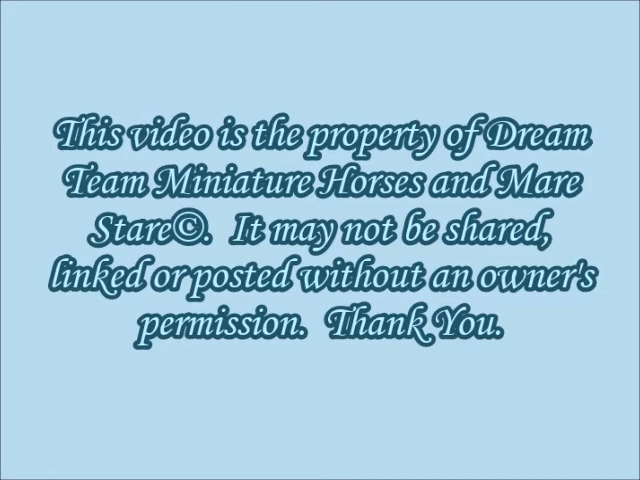 This video is the property of Dream
Team Miniature Horses and Mare
Stare©.  It may not be shared,
linked or posted without an owner's
permission.  Thank You.